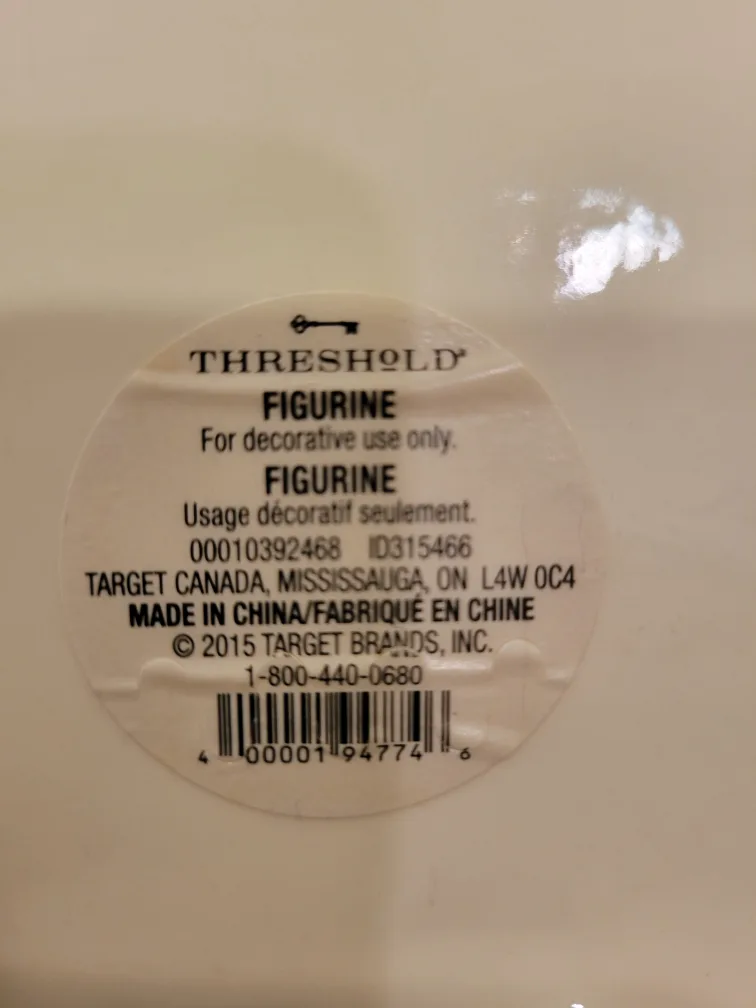 THRESHOLD®
FIGURINE
For decorative use only.
FIGURINE
Usage décoratif seulement.
00010392468 ID315466
TARGET CANADA, MISSISSAUGA, ON L4W 0C4
MADE IN CHINA/FABRIQUÉ EN CHINE
© 2015 TARGET BRANDS, INC.
1-800-440-0680
4 00001 94774 6